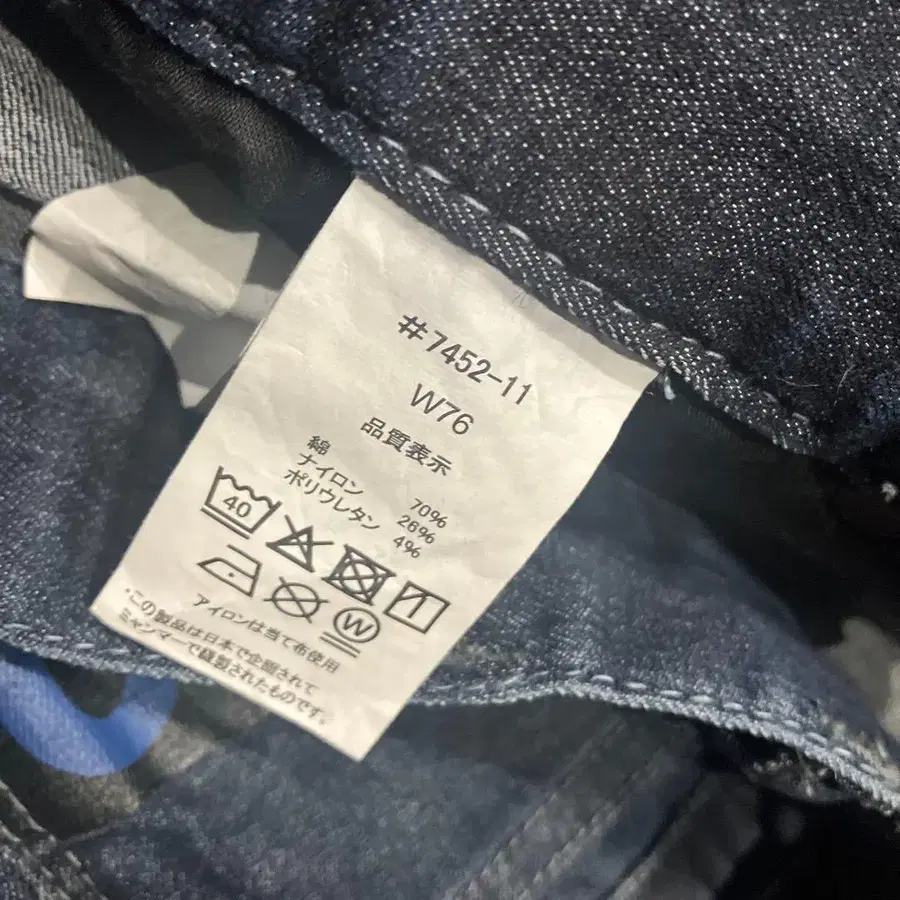 #7452-11
W76
品質表示
綿 70%
ナイロン 26%
ポリウレタン 4%
40
W
アイロンは当て布使用
・この製品は日本で企画されて
ミャンマーで縫製されたものです。